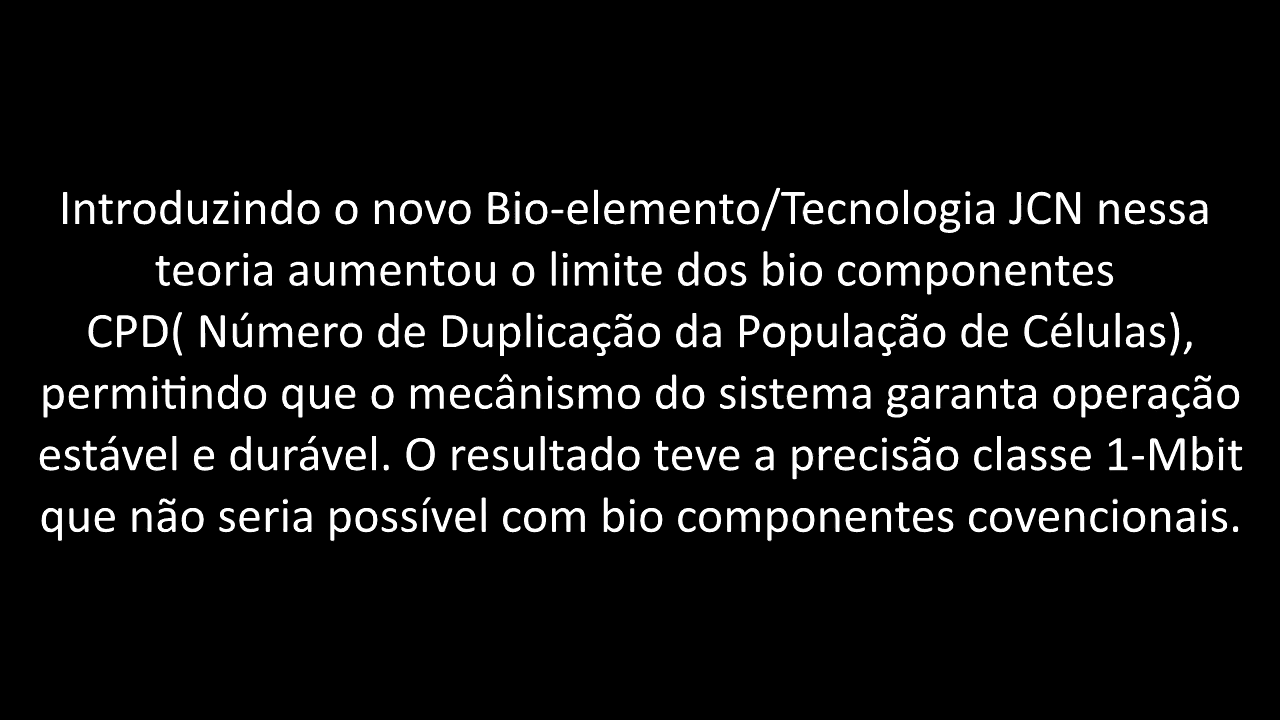 Introduzindo o novo Bio-elemento/Tecnologia JCN nessa
teoria aumentou o limite dos bio componentes
CPD( Número de Duplicação da População de Células),
permitindo que o mecânismo do sistema garanta operação
estável e durável. O resultado teve a precisão classe 1-Mbit
que não seria possível com bio componentes covencionais.